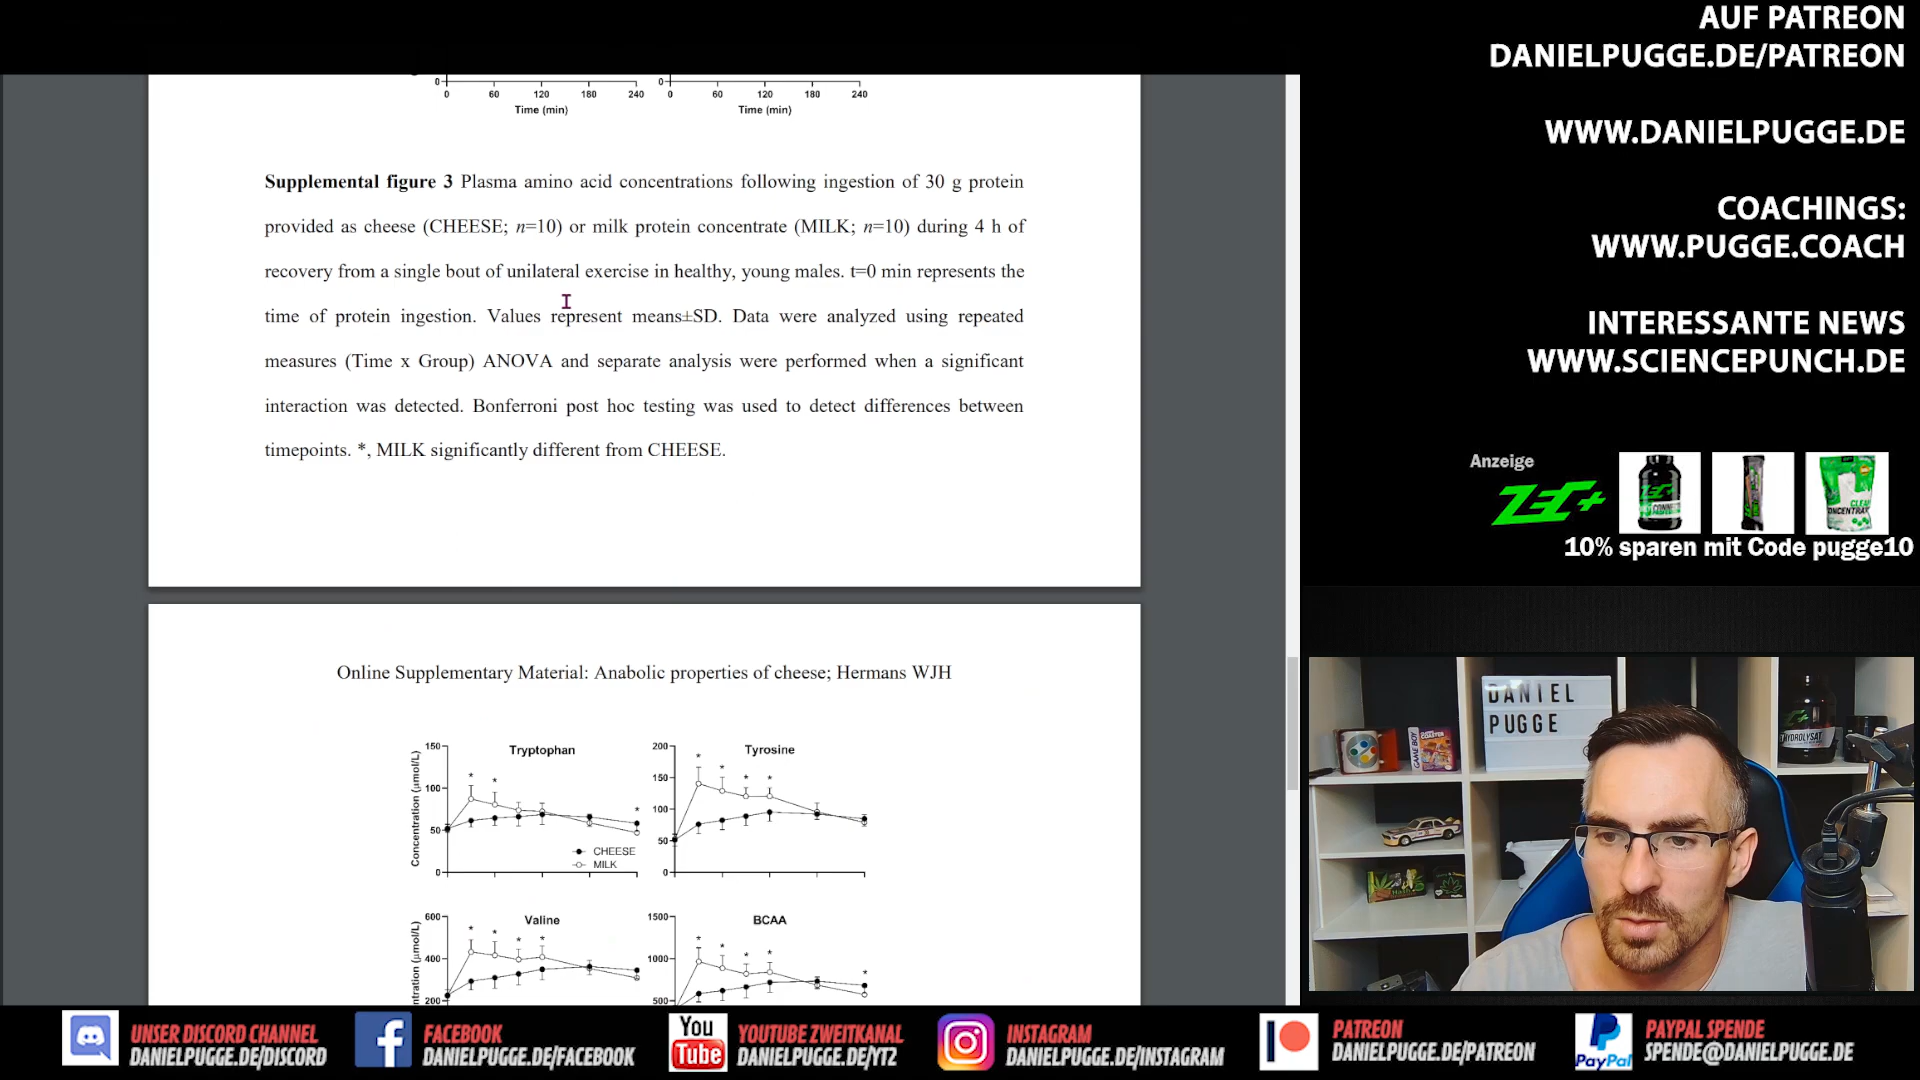 AUF PATREON
DANIELPUGGE.DE/PATREON
WWW.DANIELPUGGE.DE
COACHINGS:
WWW.PUGGE.COACH
INTERESSANTE NEWS
WWW.SCIENCEPUNCH.DE
Anzeige
ZEC+
10% sparen mit Code pugge10
0
0 60 120 180 240
Time (min)
0
0 60 120 180 240
Time (min)
Supplemental figure 3 Plasma amino acid concentrations following ingestion of 30 g protein
provided as cheese (CHEESE; n=10) or milk protein concentrate (MILK; n=10) during 4 h of
recovery from a single bout of unilateral exercise in healthy, young males. t=0 min represents the
time of protein ingestion. Values represent means±SD. Data were analyzed using repeated
measures (Time x Group) ANOVA and separate analysis were performed when a significant
interaction was detected. Bonferroni post hoc testing was used to detect differences between
timepoints. *, MILK significantly different from CHEESE.
Online Supplementary Material: Anabolic properties of cheese; Hermans WJH
Tryptophan
Concentration (µmol/L)
150
100
50
0
* * *
CHEESE
MILK
Tyrosine
200
150
100
50
0
* * * *
Valine
600
400
200
* * * *
BCAA
1500
1000
500
* * * * *
DANIEL
PUGGE
GAME BOY
HYDROLYSAT
UNSER DISCORD CHANNEL
DANIELPUGGE.DE/DISCORD
FACEBOOK
DANIELPUGGE.DE/FACEBOOK
You
Tube
YOUTUBE ZWEITKANAL
DANIELPUGGE.DE/YT2
INSTAGRAM
DANIELPUGGE.DE/INSTAGRAM
PATREON
DANIELPUGGE.DE/PATREON
PayPal
PAYPAL SPENDE
SPENDE@DANIELPUGGE.DE